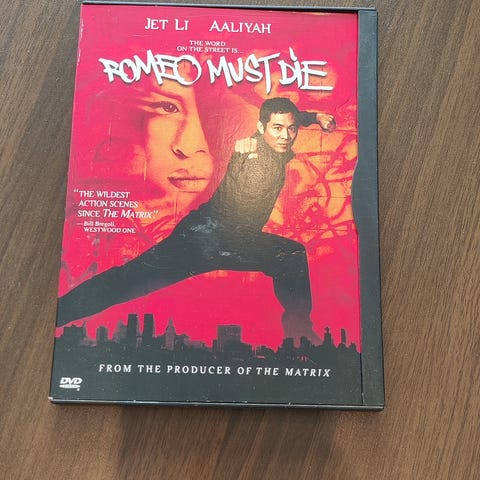 JET LI AALIYAH
THE WORD
ON THE STREET IS...
ROMEO MUST DIE
"THE WILDEST
ACTION SCENES
SINCE THE MATRIX."
—Bill Bregoli,
WESTWOOD ONE
FROM THE PRODUCER OF THE MATRIX
DVD